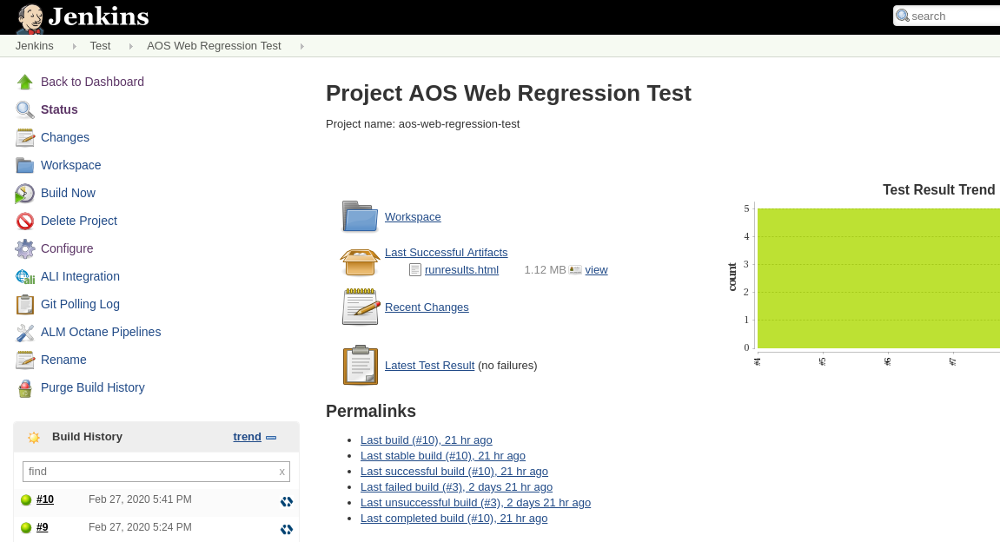 Jenkins
search
Jenkins Test AOS Web Regression Test
Back to Dashboard
Status
Changes
Workspace
Build Now
Delete Project
Configure
ALI Integration
Git Polling Log
ALM Octane Pipelines
Rename
Purge Build History
Build History trend
find x
#10 Feb 27, 2020 5:41 PM
#9 Feb 27, 2020 5:24 PM
Project AOS Web Regression Test
Project name: aos-web-regression-test
Workspace
Last Successful Artifacts
runresults.html 1.12 MB view
Recent Changes
Latest Test Result (no failures)
Permalinks
Last build (#10), 21 hr ago
Last stable build (#10), 21 hr ago
Last successful build (#10), 21 hr ago
Last failed build (#3), 2 days 21 hr ago
Last unsuccessful build (#3), 2 days 21 hr ago
Last completed build (#10), 21 hr ago
Test Result Trend
count
5
4
3
2
1
0
#4 #5 #6 #7